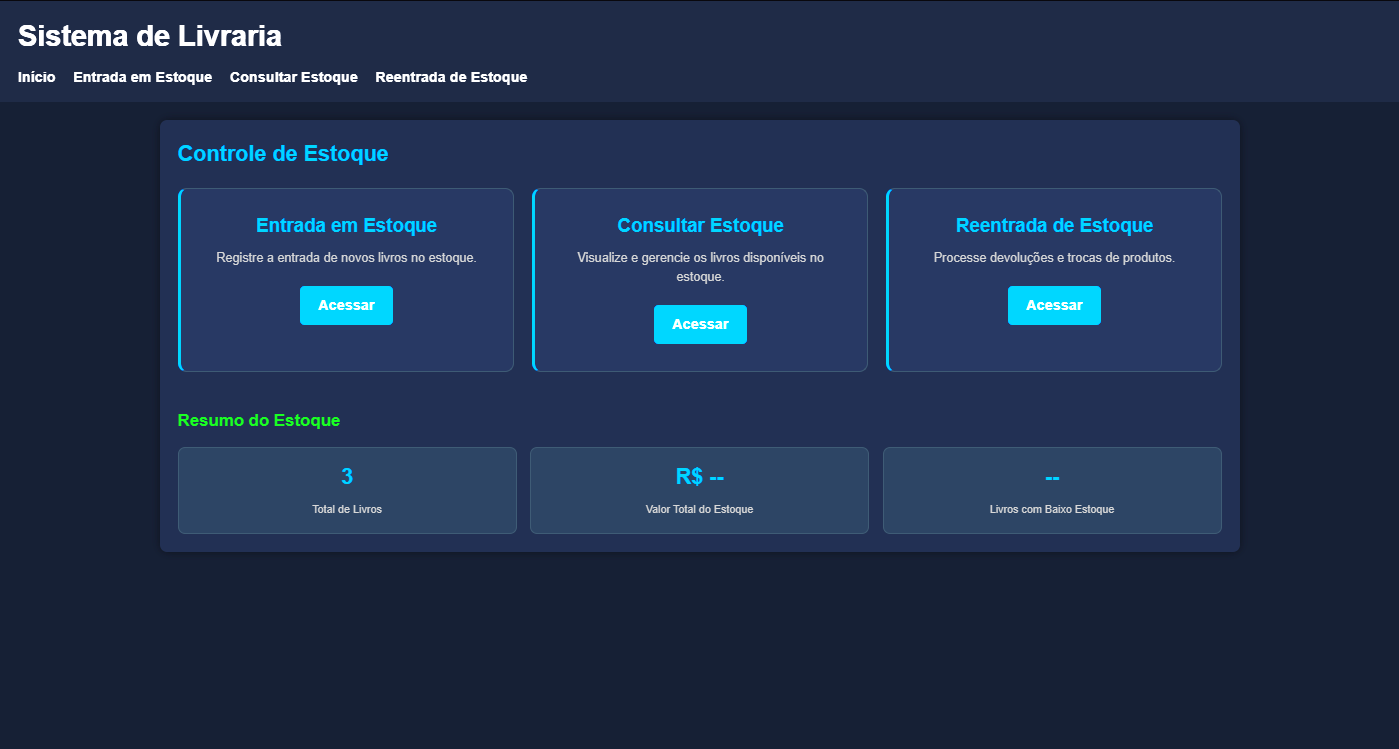 Sistema de Livraria
Início Entrada em Estoque Consultar Estoque Reentrada de Estoque
Controle de Estoque
Entrada em Estoque
Registre a entrada de novos livros no estoque.
Acessar
Consultar Estoque
Visualize e gerencie os livros disponíveis no
estoque.
Acessar
Reentrada de Estoque
Processe devoluções e trocas de produtos.
Acessar
Resumo do Estoque
3
Total de Livros
R$ --
Valor Total do Estoque
--
Livros com Baixo Estoque